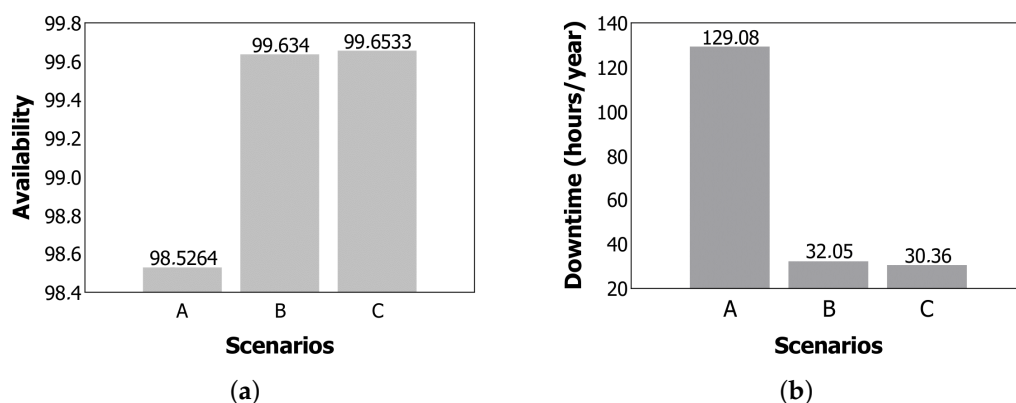 99.8
99.6
99.4
99.2
99.0
98.8
98.6
98.4
Availability
98.5264
99.634
99.6533
A B C
Scenarios
(a)
140
120
100
80
60
40
20
Downtime (hours/year)
129.08
32.05
30.36
A B C
Scenarios
(b)